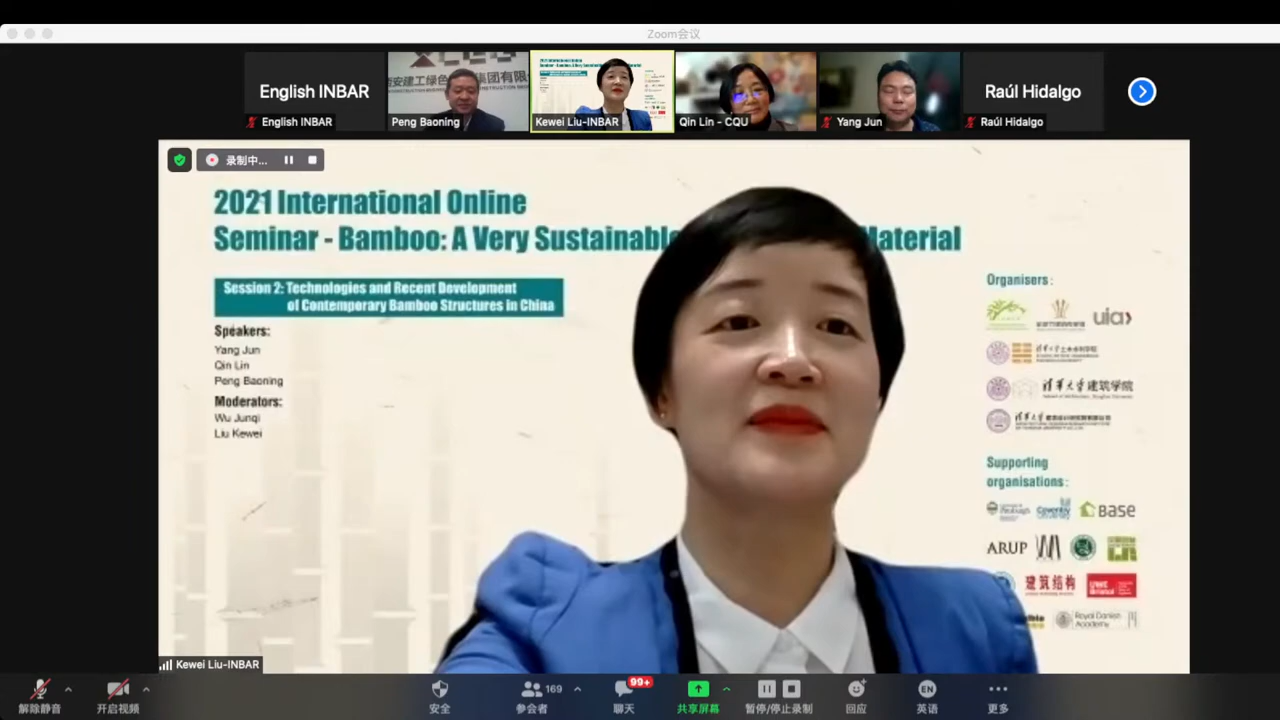 Zoom会议
English INBAR
Raúl Hidalgo
English INBAR
Peng Baoning
Kewei Liu-INBAR
Qin Lin - CQU
Yang Jun
Raúl Hidalgo
录制中...
2021 International Online
Seminar - Bamboo: A Very Sustainable Material
Session 2: Technologies and Recent Development
of Contemporary Bamboo Structures in China
Speakers:
Yang Jun
Qin Lin
Peng Baoning
Moderators:
Wu Junqi
Liu Kewei
Organisers:
uia
清华大学建筑学院
Supporting
organisations:
Coventry
BASE
ARUP
建筑结构
UWE
Bristol
Royal Danish
Academy
Kewei Liu-INBAR
解除静音
开启视频
安全
169
参会者
99+
聊天
共享屏幕
暂停/停止录制
回应
EN
英语
更多